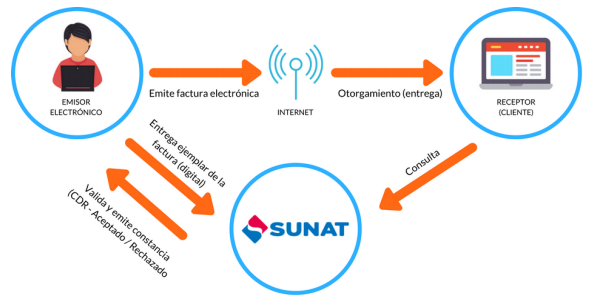 EMISOR
ELECTRÓNICO
Emite factura electrónica
INTERNET
Otorgamiento (entrega)
RECEPTOR
(CLIENTE)
Entrega ejemplar de la
factura (digital)
Valida y emite constancia
(CDR - Aceptado / Rechazado
Consulta
SUNAT